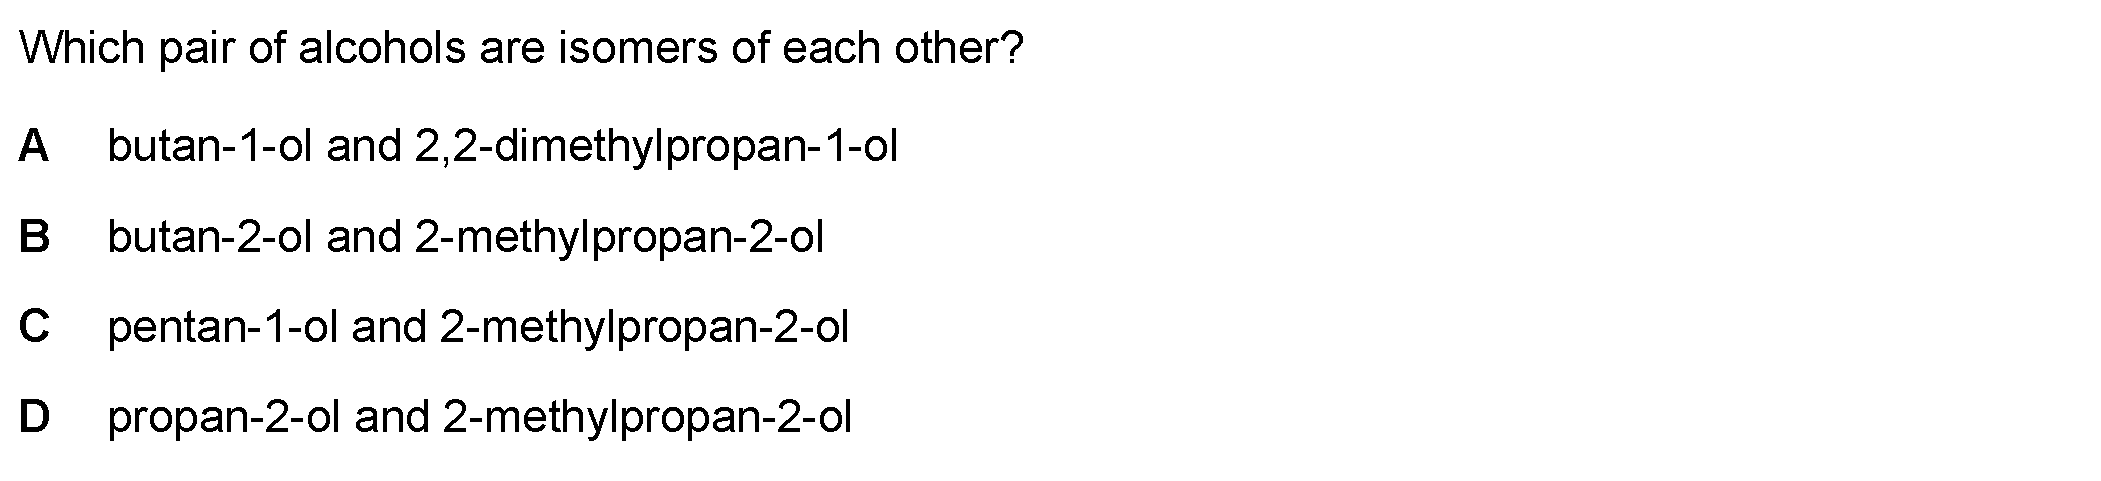 Which pair of alcohols are isomers of each other?
A butan-1-ol and 2,2-dimethylpropan-1-ol
B butan-2-ol and 2-methylpropan-2-ol
C pentan-1-ol and 2-methylpropan-2-ol
D propan-2-ol and 2-methylpropan-2-ol